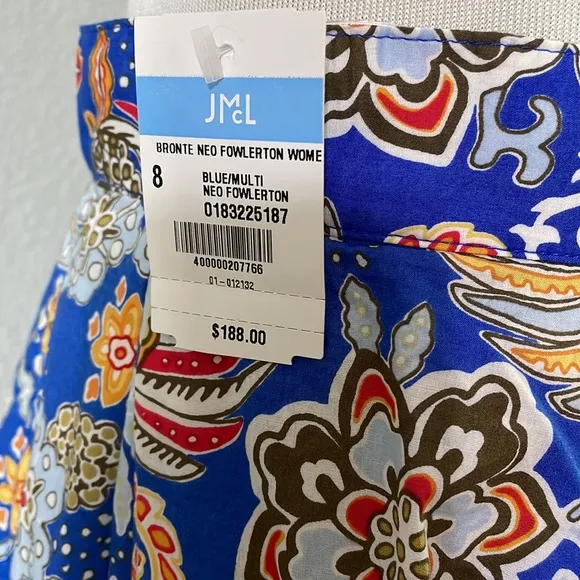 JMcL
BRONTE NEO FOWLERTON WOME
8
BLUE/MULTI
NEO FOWLERTON
0183225187
400000207766
01-012132
$188.00